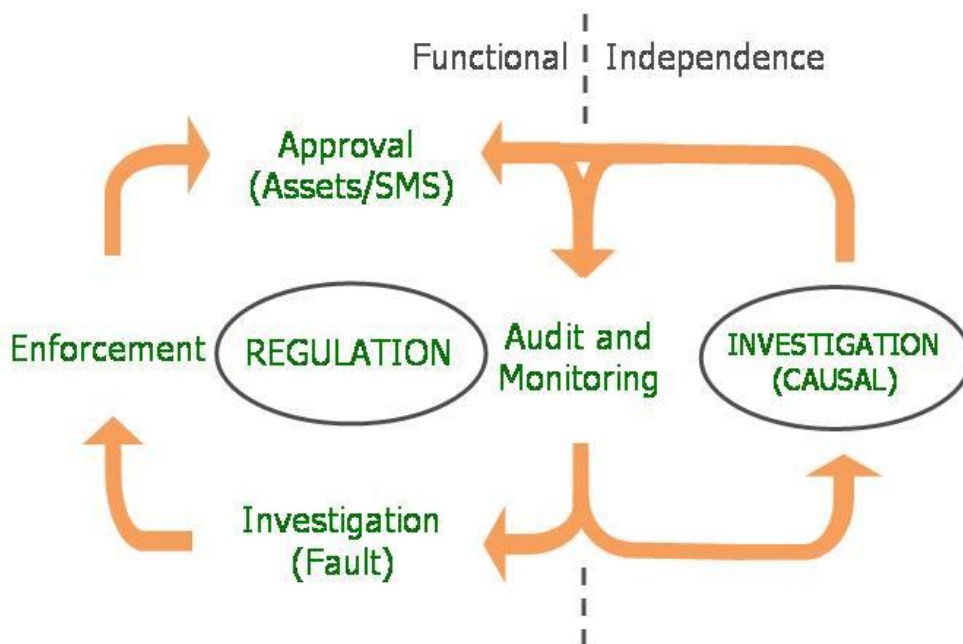 Functional Independence
Approval
(Assets/SMS)
Enforcement
REGULATION
Audit and
Monitoring
INVESTIGATION
(CAUSAL)
Investigation
(Fault)